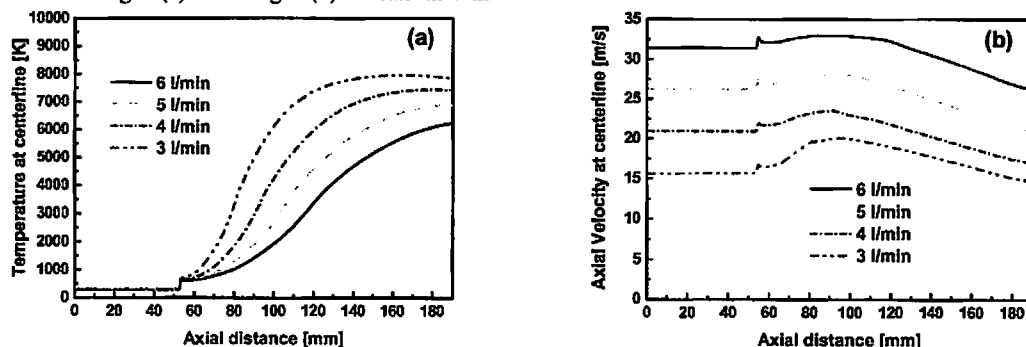 (a)
Temperature at centerline [K]
10000
9000
8000
7000
6000
5000
4000
3000
2000
1000
0
6 l/min
5 l/min
4 l/min
3 l/min
0 20 40 60 80 100 120 140 160 180
Axial distance [mm]
(b)
Axial Velocity at centerline [m/s]
35
30
25
20
15
10
5
0
6 l/min
5 l/min
4 l/min
3 l/min
0 20 40 60 80 100 120 140 160 180
Axial distance [mm]